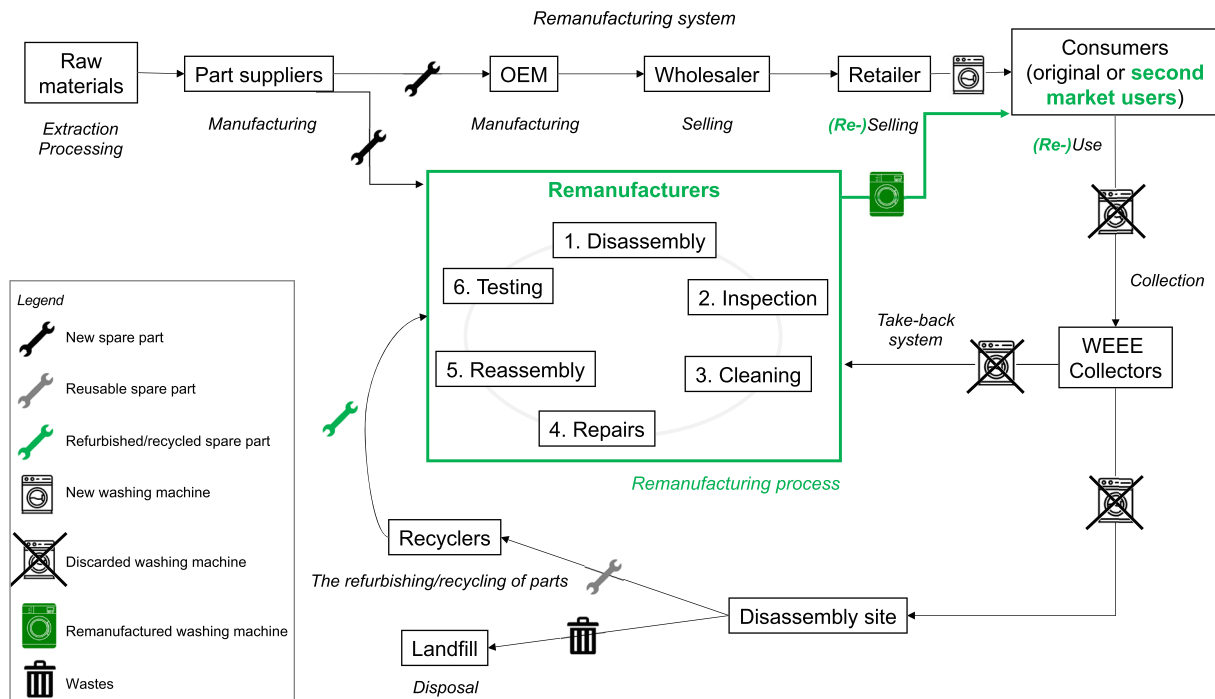 Remanufacturing system
Raw
materials
Part suppliers
OEM
Wholesaler
Retailer
Consumers
(original or second
market users)
Extraction
Processing
Manufacturing
Manufacturing
Selling
(Re-)Selling
(Re-)Use
Remanufacturers
1. Disassembly
2. Inspection
3. Cleaning
4. Repairs
5. Reassembly
6. Testing
Remanufacturing process
Collection
Take-back
system
WEEE
Collectors
Recyclers
The refurbishing/recycling of parts
Disassembly site
Landfill
Disposal
Legend
New spare part
Reusable spare part
Refurbished/recycled spare part
New washing machine
Discarded washing machine
Remanufactured washing machine
Wastes